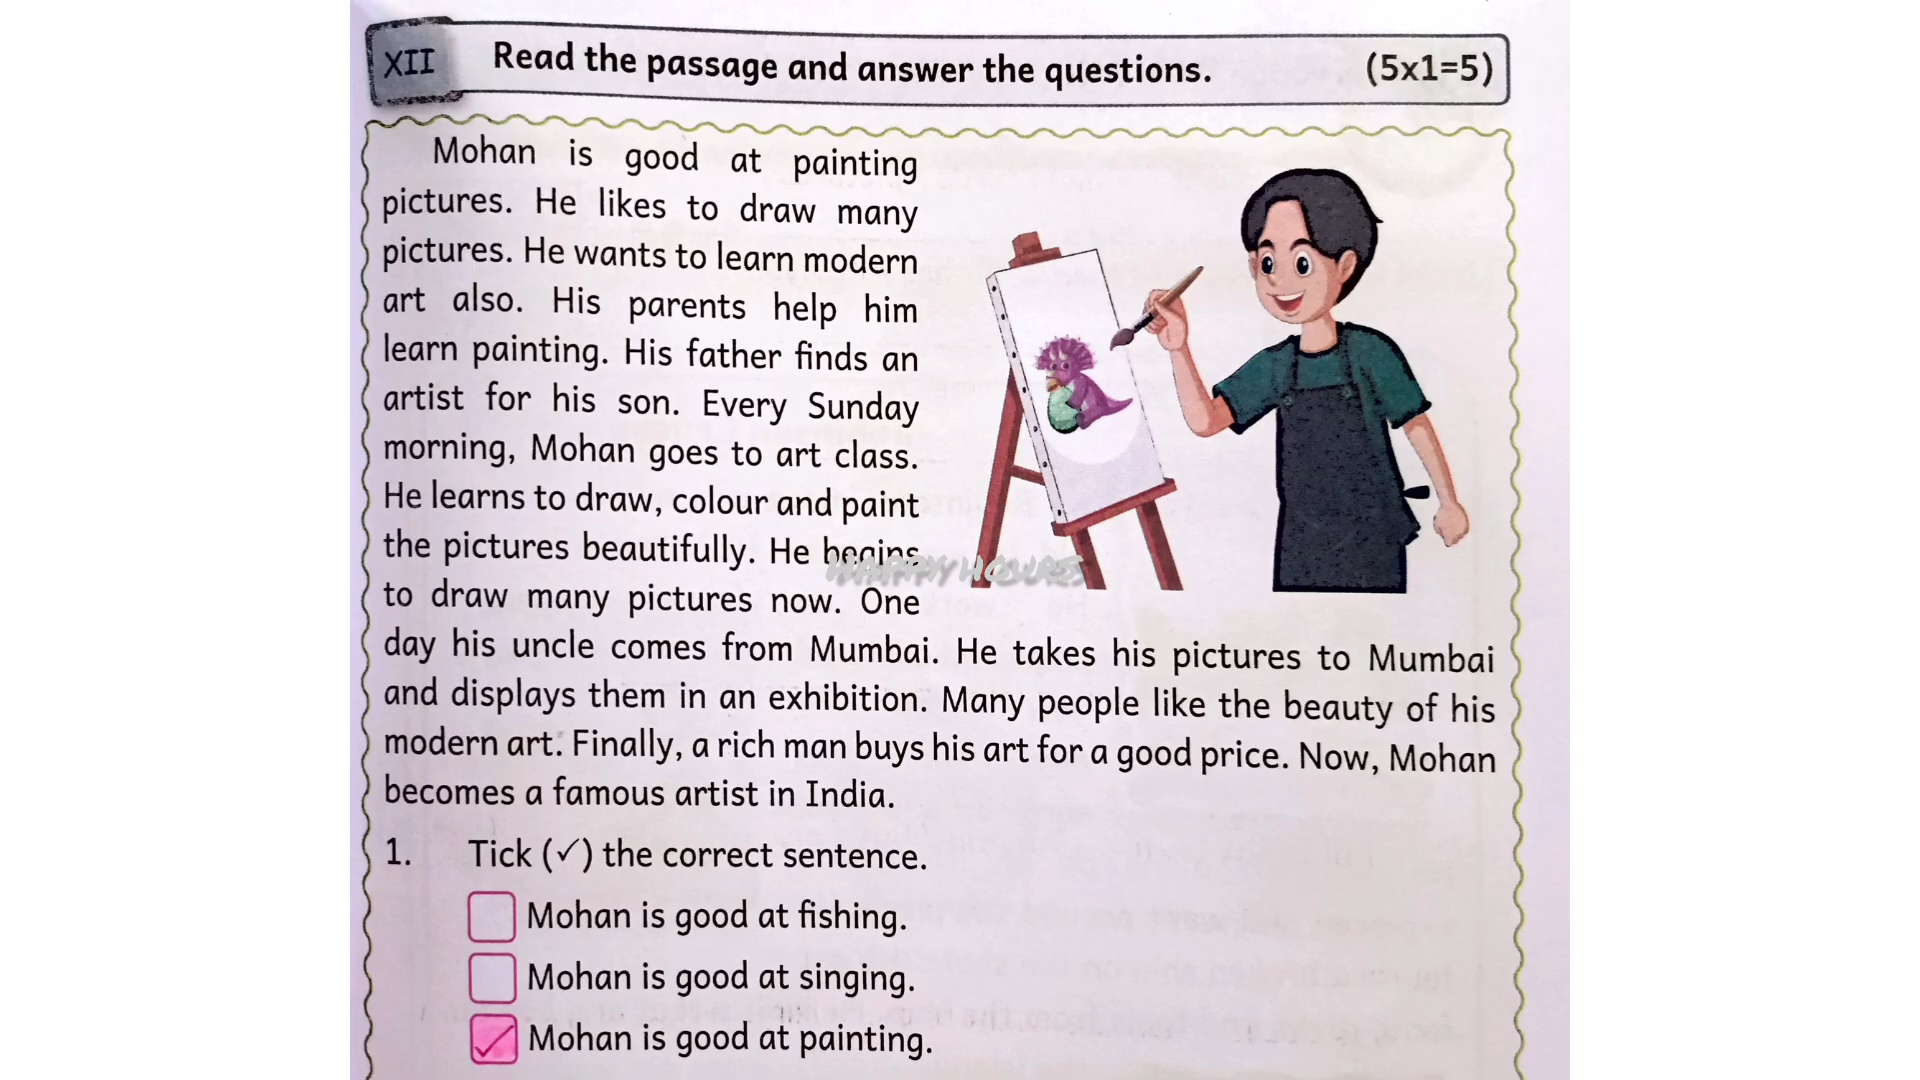 XII
Read the passage and answer the questions. (5x1=5)
Mohan is good at painting
pictures. He likes to draw many
pictures. He wants to learn modern
art also. His parents help him
learn painting. His father finds an
artist for his son. Every Sunday
morning, Mohan goes to art class.
He learns to draw, colour and paint
the pictures beautifully. He begins
HAPPY HOURS
to draw many pictures now. One
day his uncle comes from Mumbai. He takes his pictures to Mumbai
and displays them in an exhibition. Many people like the beauty of his
modern art. Finally, a rich man buys his art for a good price. Now, Mohan
becomes a famous artist in India.
1. Tick (✓) the correct sentence.
Mohan is good at fishing.
Mohan is good at singing.
✓ Mohan is good at painting.